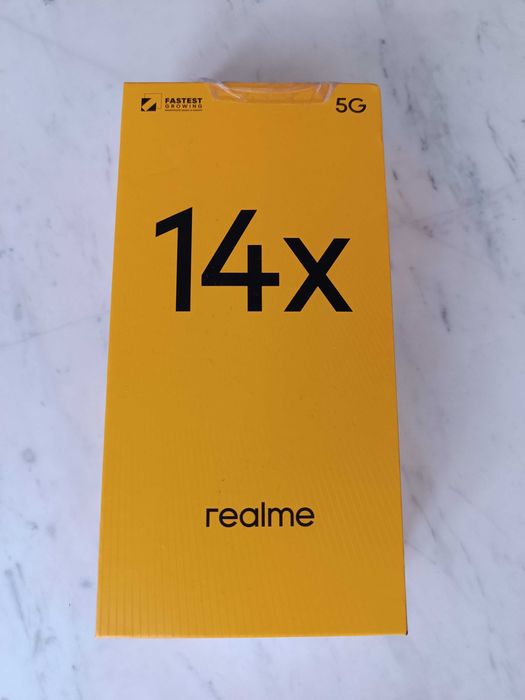 FASTEST
GROWING
5G
14x
realme